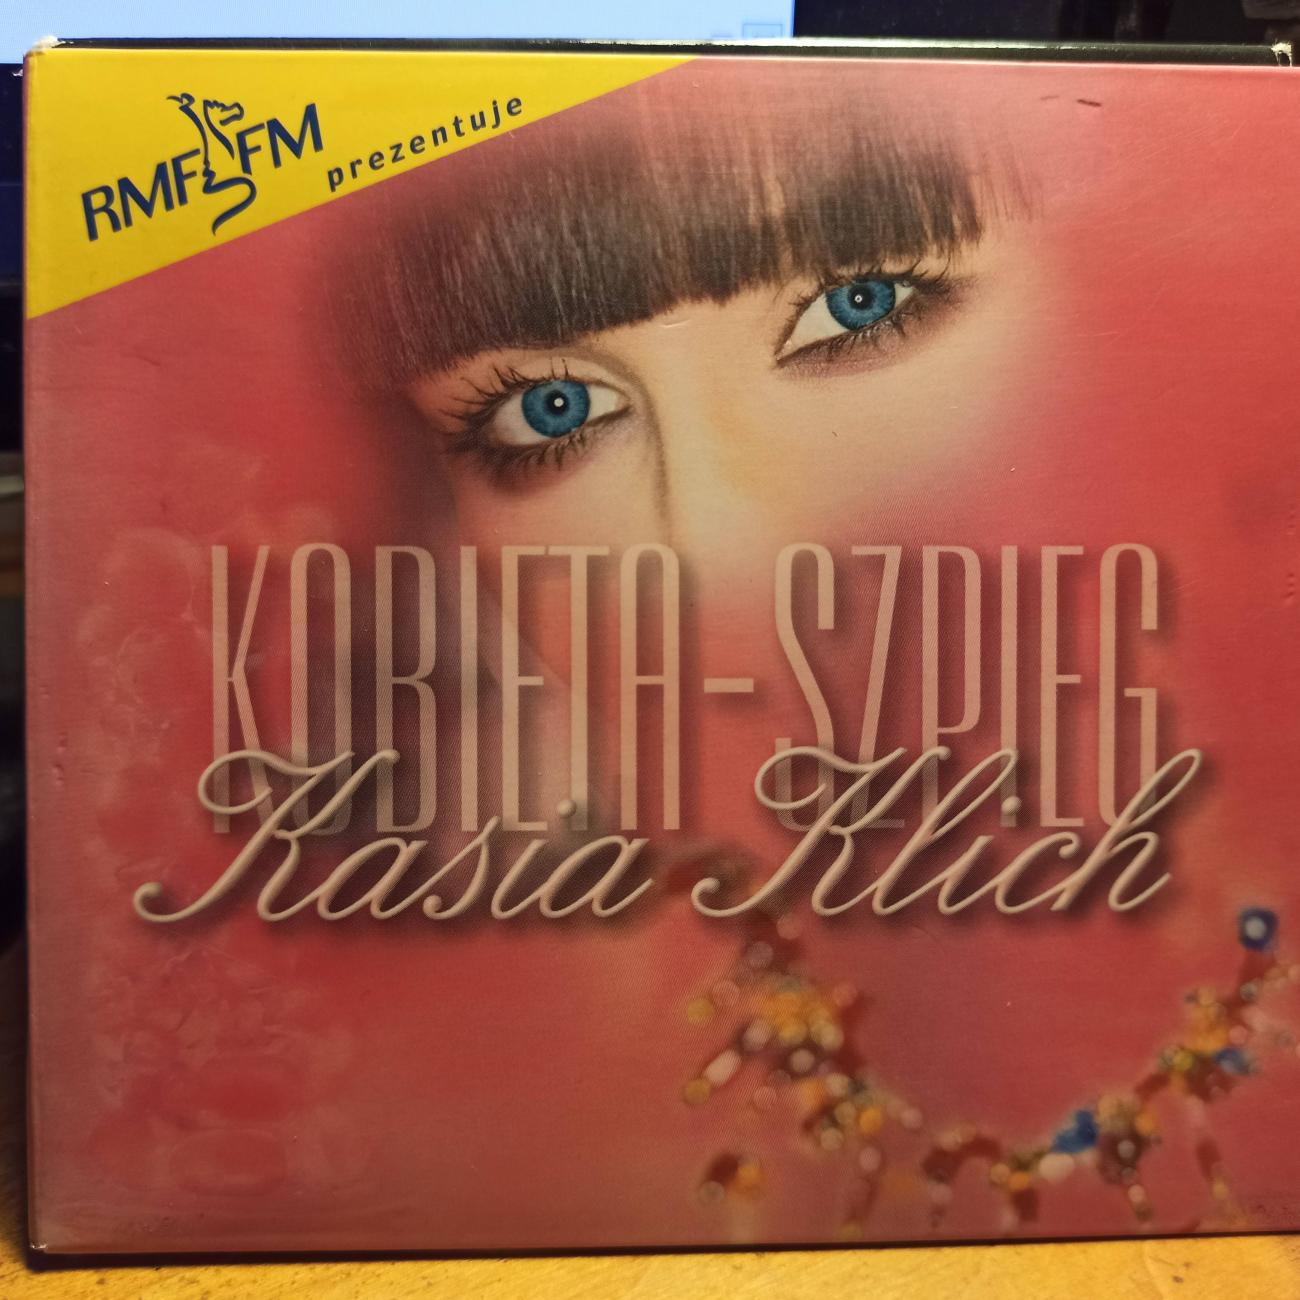 RMF FM
prezentuje
KOBIETA-SZPIEG
Kasia Klich